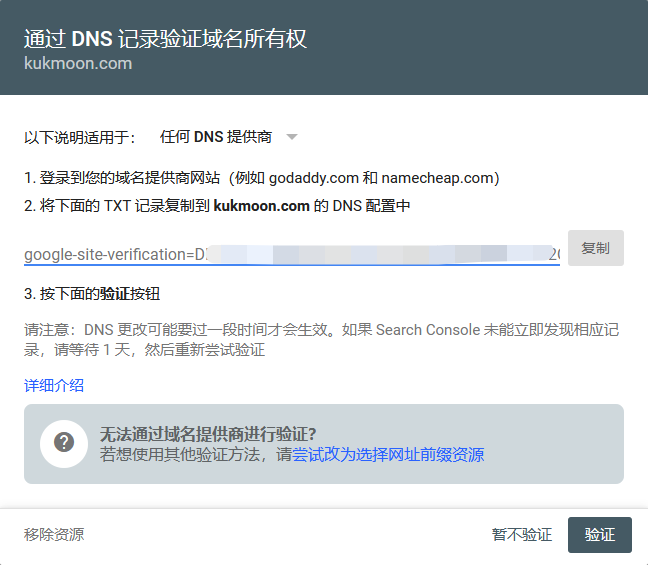 通过 DNS 记录验证域名所有权
kukmoon.com
以下说明适用于： 任何 DNS 提供商
1. 登录到您的域名提供商网站（例如 godaddy.com 和 namecheap.com）
2. 将下面的 TXT 记录复制到 kukmoon.com 的 DNS 配置中
google-site-verification=D
复制
3. 按下面的验证按钮
请注意：DNS 更改可能要过一段时间才会生效。如果 Search Console 未能立即发现相应记
录，请等待 1 天，然后重新尝试验证
详细介绍
无法通过域名提供商进行验证？
若想使用其他验证方法，请尝试改为选择网址前缀资源
移除资源 暂不验证 验证